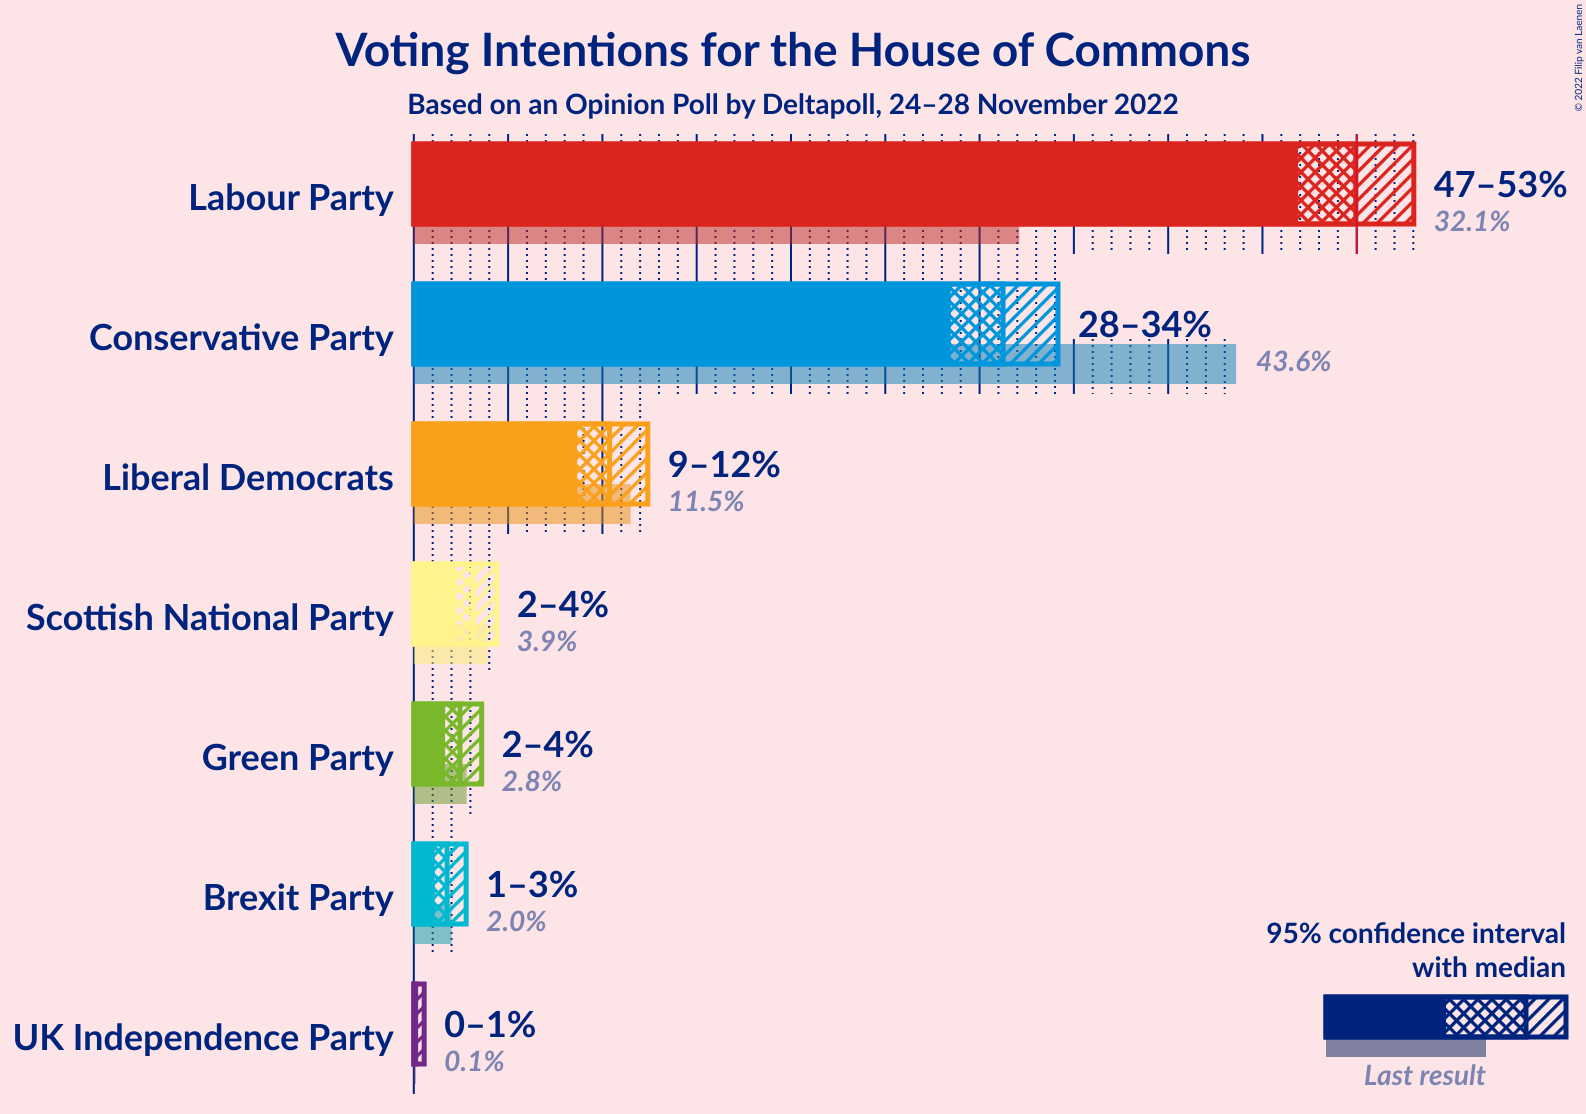 Voting Intentions for the House of Commons
Based on an Opinion Poll by Deltapoll, 24–28 November 2022
© 2022 Filip van Laenen
Labour Party
47–53%
32.1%
Conservative Party
28–34%
43.6%
Liberal Democrats
9–12%
11.5%
Scottish National Party
2–4%
3.9%
Green Party
2–4%
2.8%
Brexit Party
1–3%
2.0%
UK Independence Party
0–1%
0.1%
95% confidence interval
with median
Last result